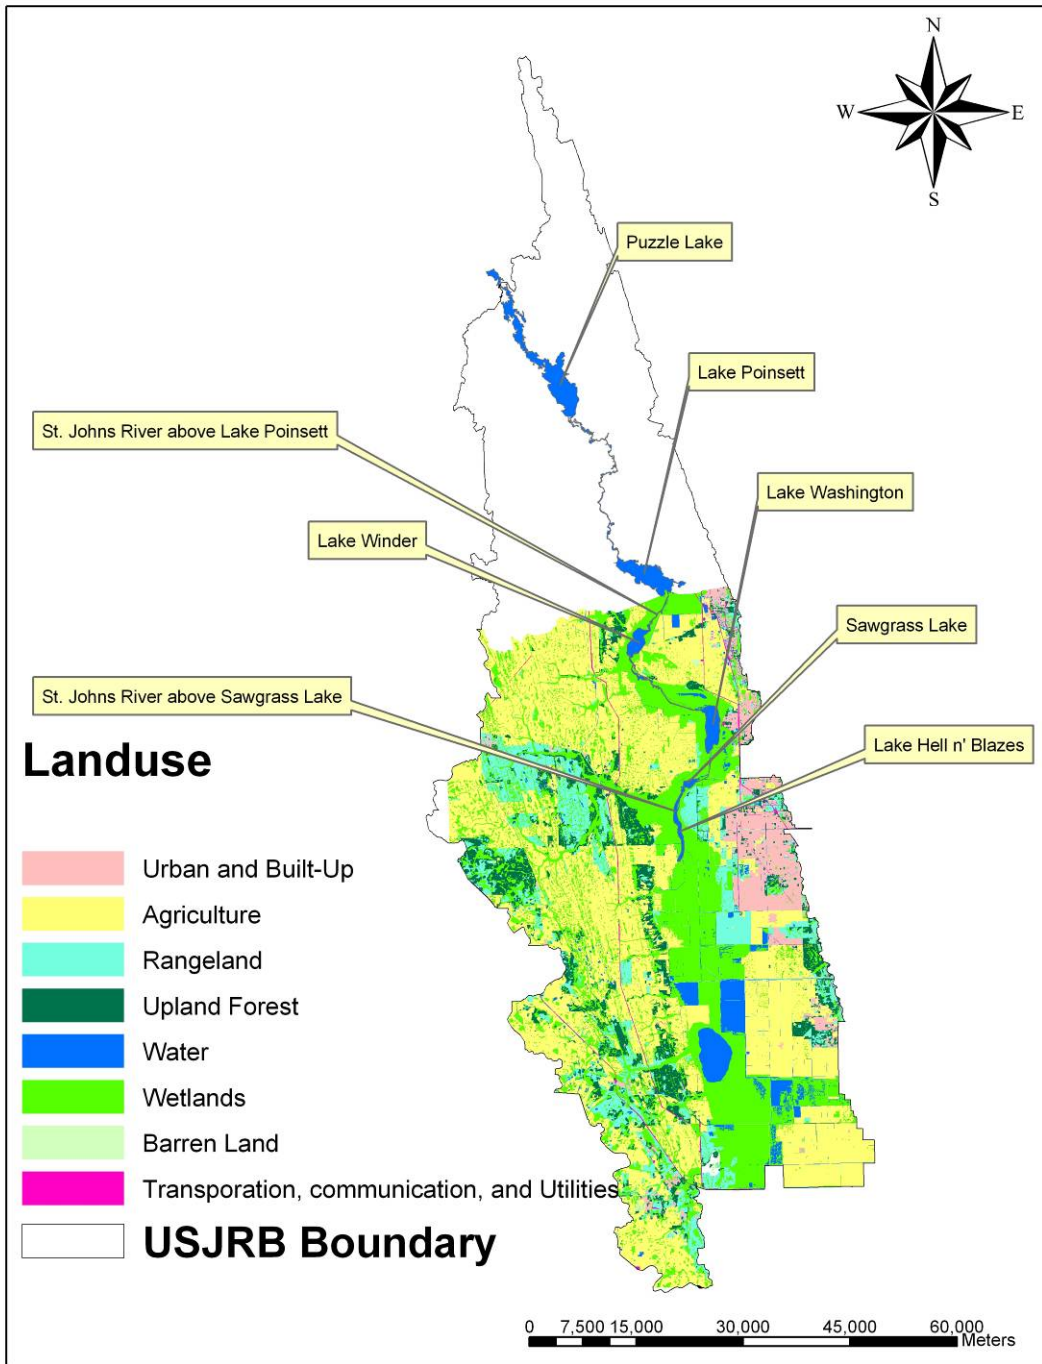 N
W E
S
Puzzle Lake
Lake Poinsett
St. Johns River above Lake Poinsett
Lake Washington
Lake Winder
Sawgrass Lake
St. Johns River above Sawgrass Lake
Lake Hell n' Blazes
Landuse
Urban and Built-Up
Agriculture
Rangeland
Upland Forest
Water
Wetlands
Barren Land
Transporation, communication, and Utilities
USJRB Boundary
0 7,500 15,000 30,000 45,000 60,000
Meters